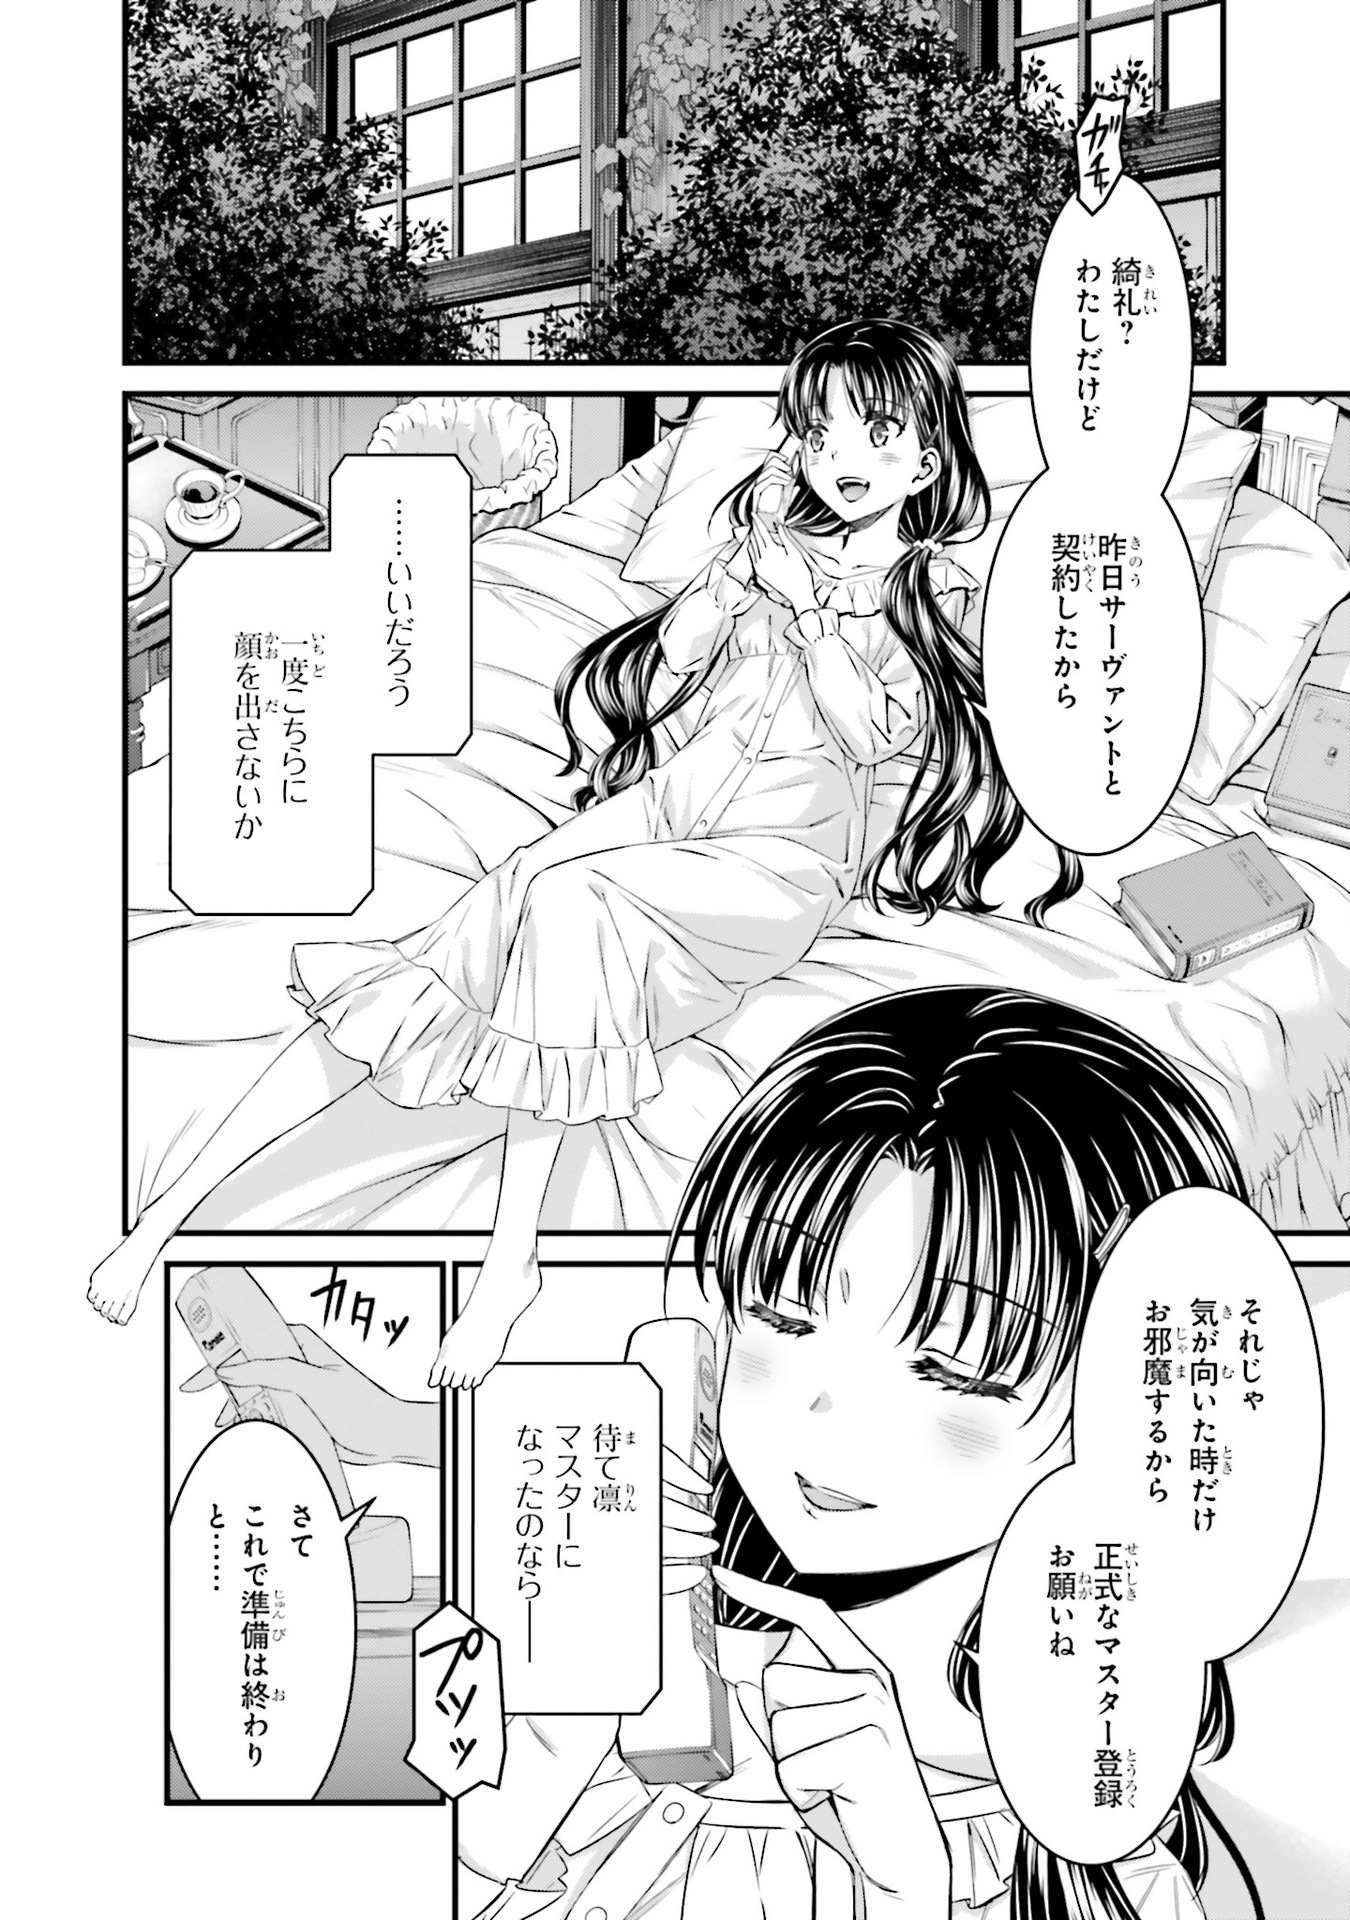 ガチャ
綺礼?
わたしだけど
昨日サーヴァントと
契約したから
……いいだろう
一度こちらに
顔を出さないか
それじゃ
気が向いた時だけ
お邪魔するから
正式なマスター登録
お願いね
待て凛
マスターに
なったのなら――
プツッ
カタッ
さて
これで準備は終わり
と……